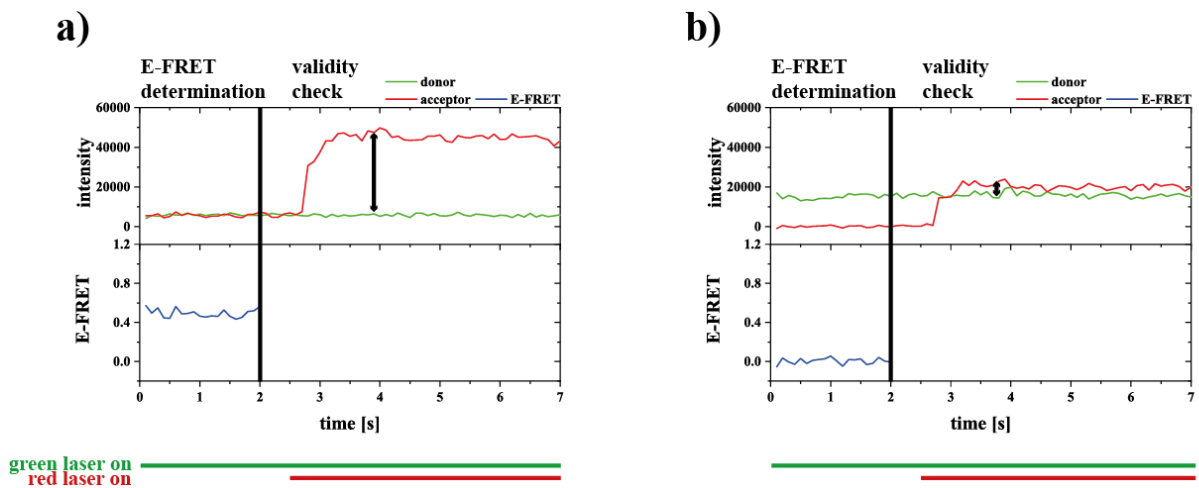 a)
E-FRET determination
validity check
donor
acceptor
E-FRET
60000
40000
20000
0
intensity
1.2
0.8
0.4
0.0
E-FRET
0 1 2 3 4 5 6 7
time [s]
green laser on
red laser on
b)
E-FRET determination
validity check
donor
acceptor
E-FRET
60000
40000
20000
0
intensity
1.2
0.8
0.4
0.0
E-FRET
0 1 2 3 4 5 6 7
time [s]